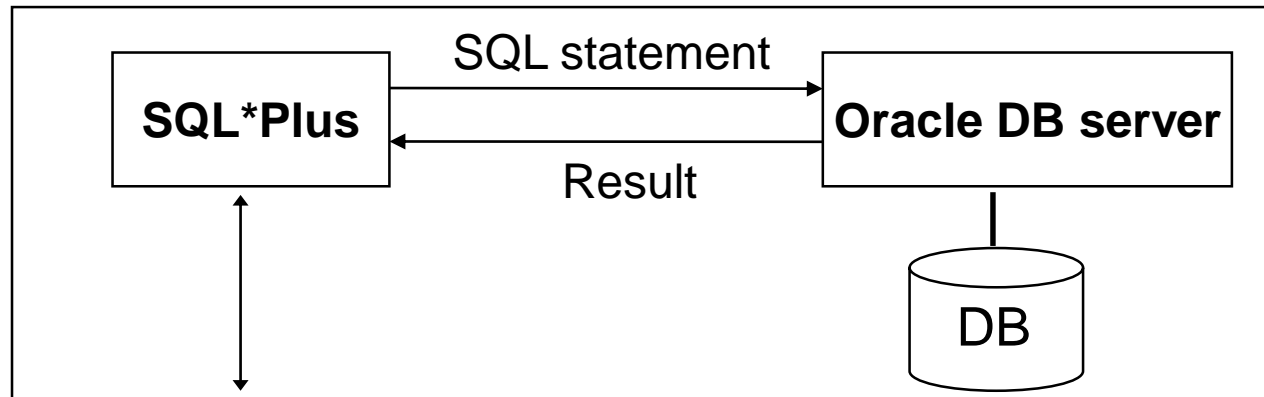 SQL statement
SQL*Plus
Oracle DB server
Result
DB